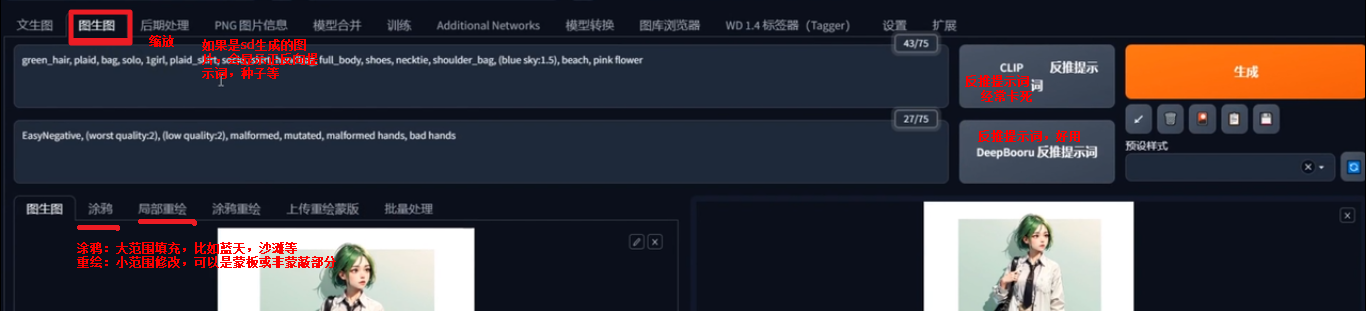 文生图 图生图 后期处理 PNG 图片信息 模型合并 训练 Additional Networks 模型转换 图库浏览器 WD 1.4 标签器（Tagger） 设置 扩展
缩放
如果是sd生成的图
示词，种子等
43/75
green_hair, plaid, bag, solo, 1girl, plaid_skirt, full_body, shoes, necktie, shoulder_bag, (blue sky:1.5), beach, pink flower
CLIP 反推提示词
经常卡死
生成
27/75
EasyNegative, (worst quality:2), (low quality:2), malformed, mutated, malformed hands, bad hands
反推提示词，
DeepBooru 反推提示词
预设样式
图生图 涂鸦 局部重绘 涂鸦重绘 上传重绘蒙版 批量处理
涂鸦：大范围填充，比如蓝天，沙滩等
重绘：小范围修改，可以是蒙板或非蒙蔽部分